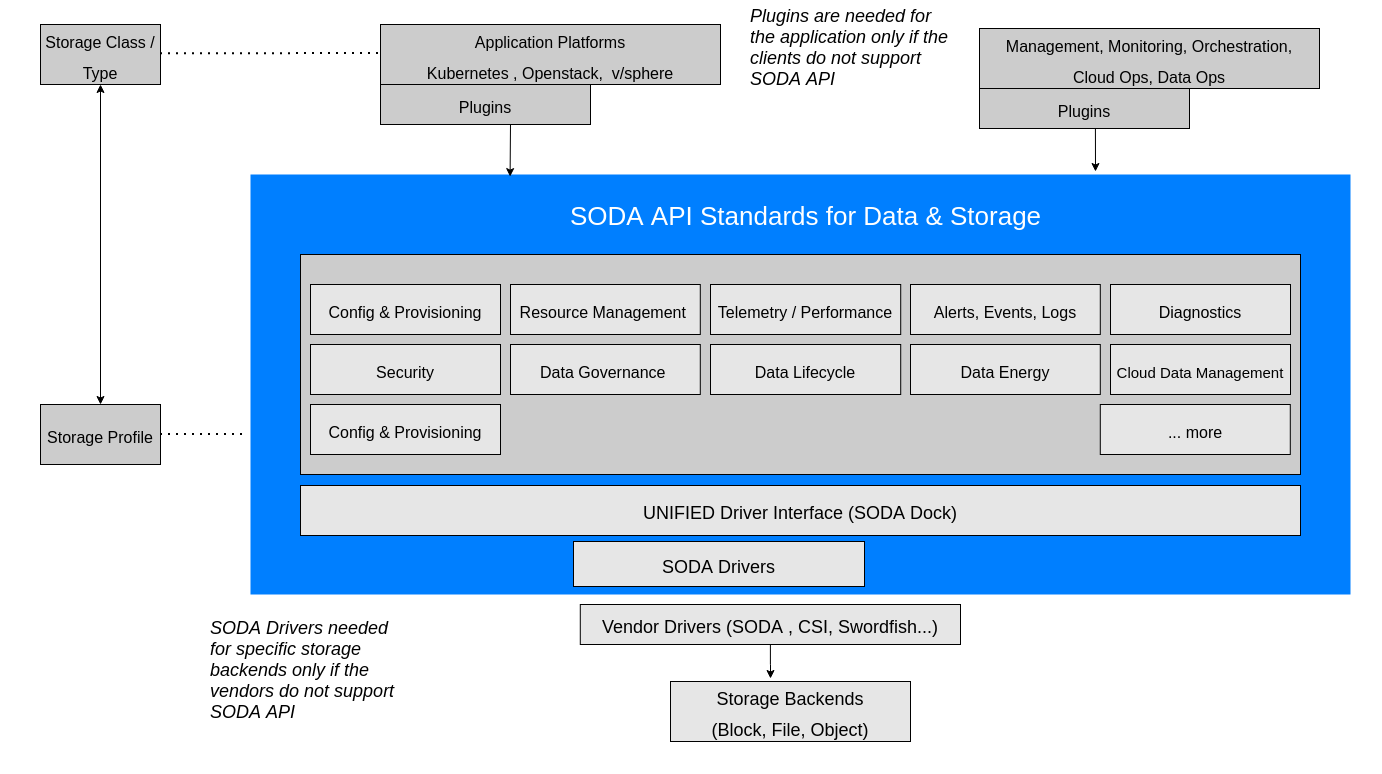 Storage Class /
Type
Application Platforms
Kubernetes , Openstack, v/sphere
Plugins
Plugins are needed for
the application only if the
clients do not support
SODA API
Management, Monitoring, Orchestration,
Cloud Ops, Data Ops
Plugins
SODA API Standards for Data & Storage
Config & Provisioning
Resource Management
Telemetry / Performance
Alerts, Events, Logs
Diagnostics
Security
Data Governance
Data Lifecycle
Data Energy
Cloud Data Management
Config & Provisioning
... more
Storage Profile
UNIFIED Driver Interface (SODA Dock)
SODA Drivers
Vendor Drivers (SODA , CSI, Swordfish...)
SODA Drivers needed
for specific storage
backends only if the
vendors do not support
SODA API
Storage Backends
(Block, File, Object)